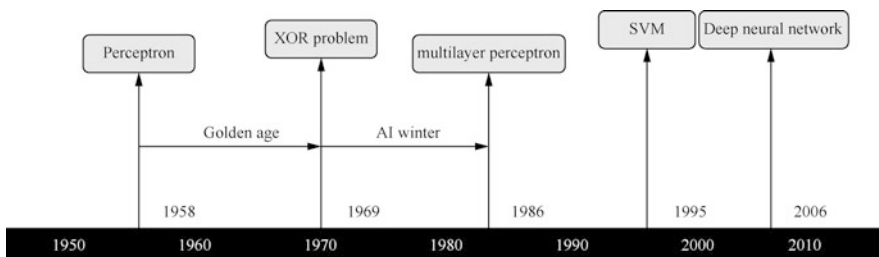 Perceptron
XOR problem
multilayer perceptron
SVM
Deep neural network
Golden age
AI winter
1958
1969
1986
1995
2006
1950
1960
1970
1980
1990
2000
2010